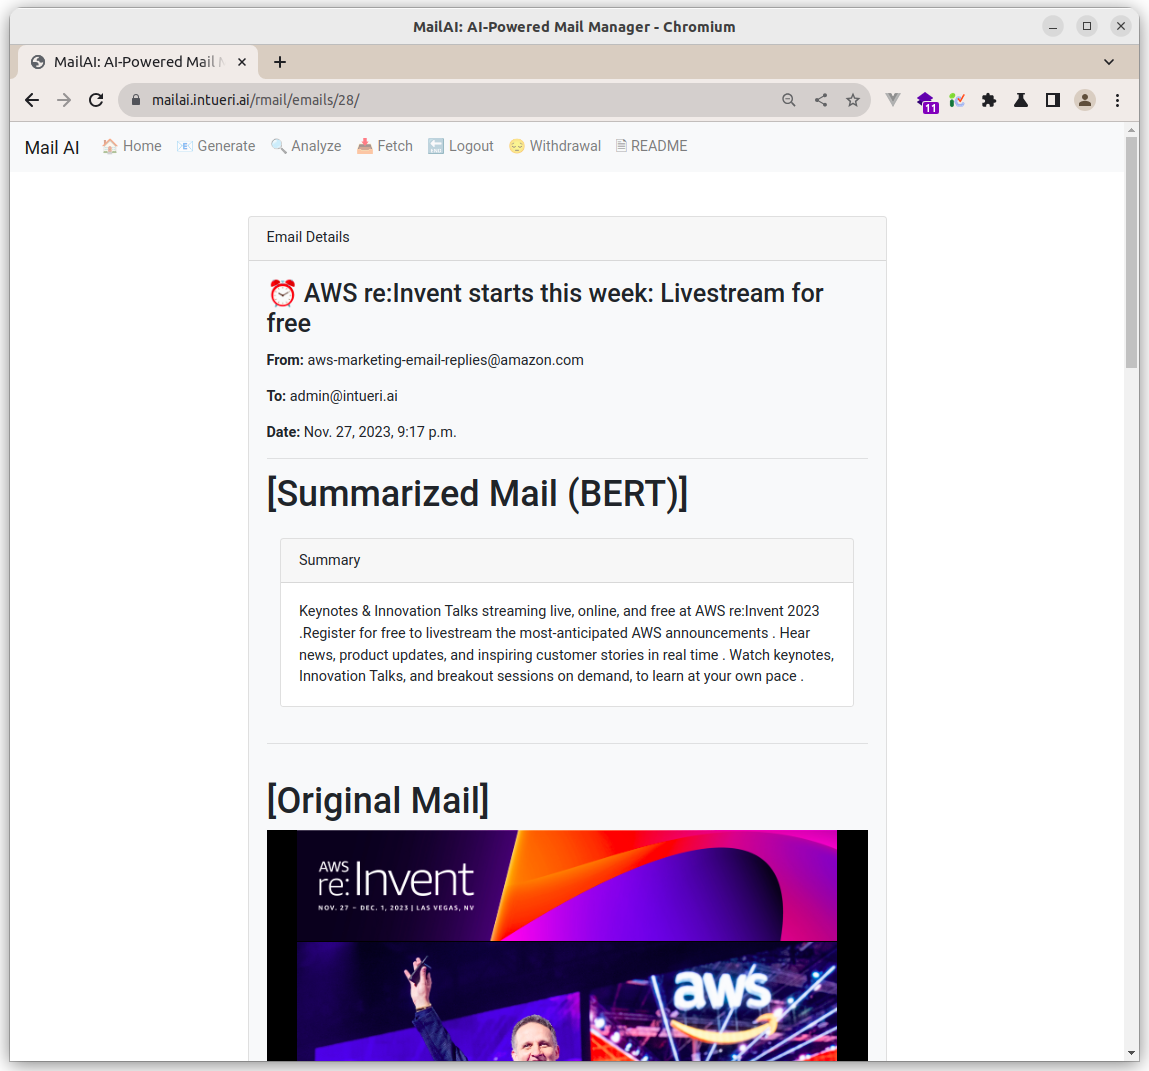 MailAI: AI-Powered Mail Manager - Chromium
MailAI: AI-Powered Mail
mailai.intueri.ai/rmail/emails/28/
11
Mail AI
Home
Generate
Analyze
Fetch
END
Logout
Withdrawal
README
Email Details
⏰ AWS re:Invent starts this week: Livestream for
free
From: aws-marketing-email-replies@amazon.com
To: admin@intueri.ai
Date: Nov. 27, 2023, 9:17 p.m.
[Summarized Mail (BERT)]
Summary
Keynotes & Innovation Talks streaming live, online, and free at AWS re:Invent 2023
.Register for free to livestream the most-anticipated AWS announcements . Hear
news, product updates, and inspiring customer stories in real time . Watch keynotes,
Innovation Talks, and breakout sessions on demand, to learn at your own pace .
[Original Mail]
AWS
re:Invent
NOV. 27 – DEC. 1, 2023 | LAS VEGAS, NV
aws